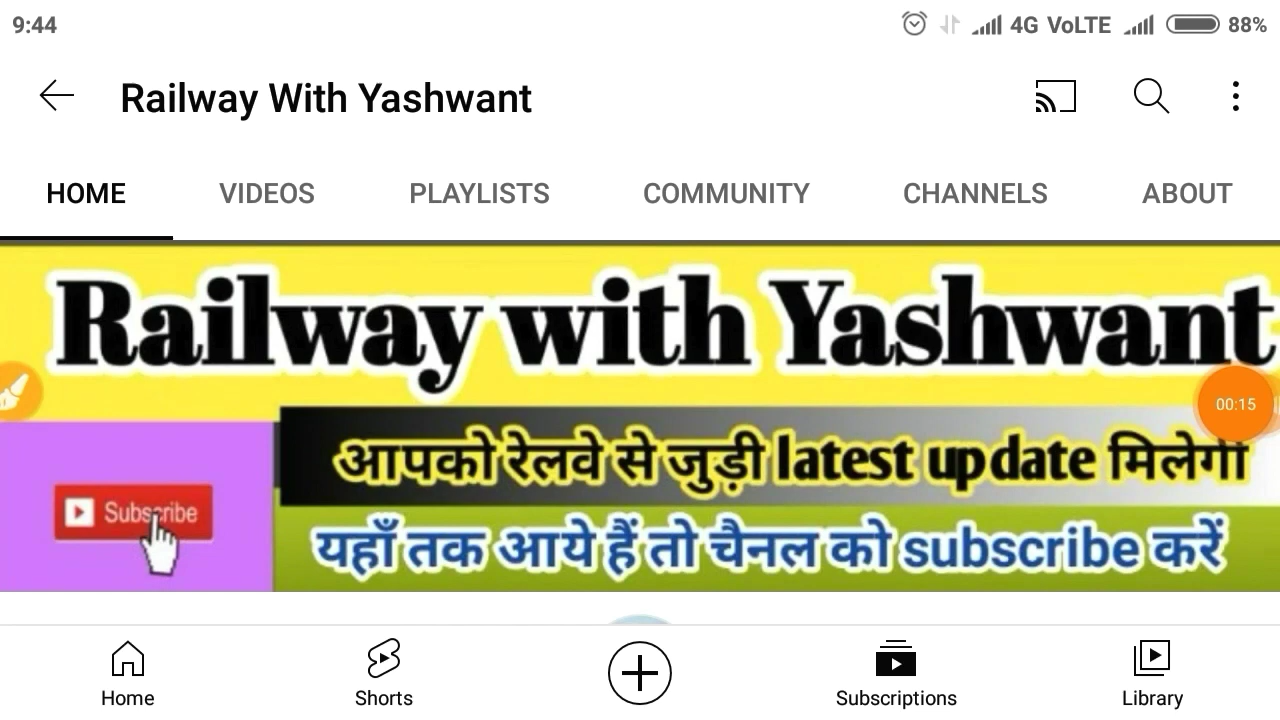 9:44 4G VoLTE 88%
Railway With Yashwant
HOME VIDEOS PLAYLISTS COMMUNITY CHANNELS ABOUT
Railway with Yashwant
00:15
आपको रेलवे से जुड़ी latest update मिलेगी
Subscribe
यहाँ तक आये हैं तो चैनल को subscribe करें
Home Shorts Subscriptions Library